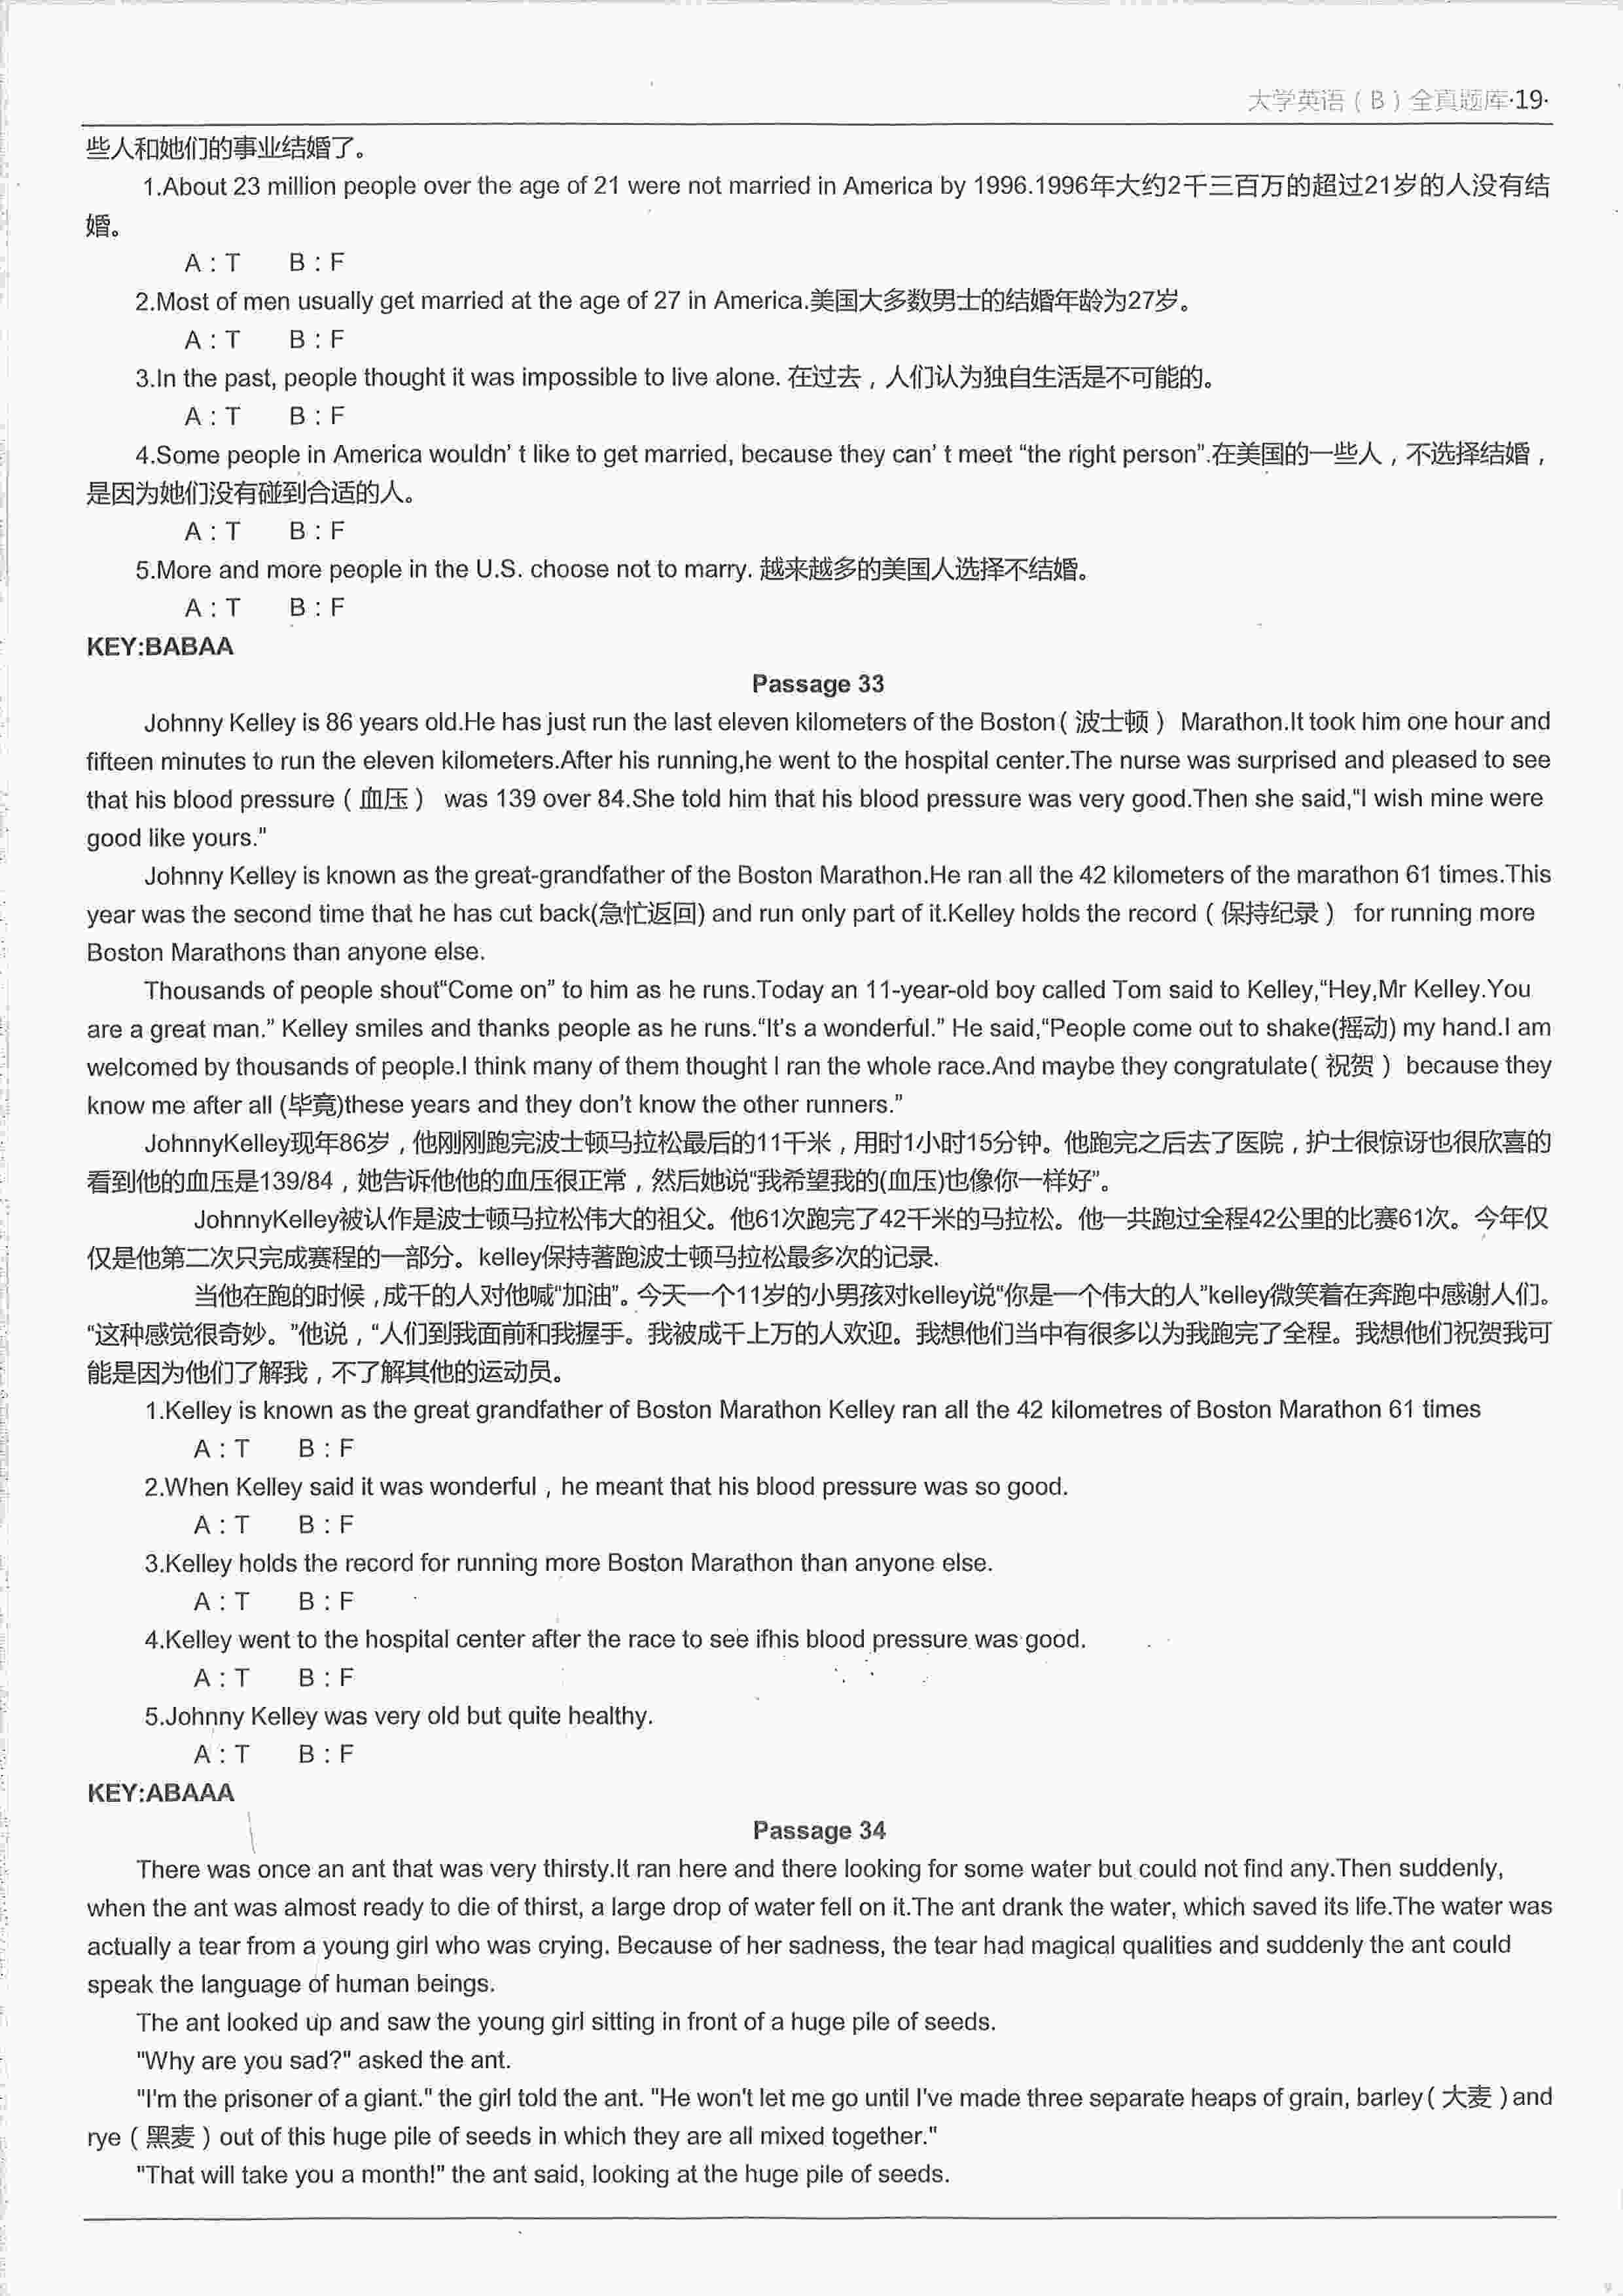 大学英语（B）全真题库·19·
些人和她们的事业结婚了。
1.About 23 million people over the age of 21 were not married in America by 1996.1996年大约2千三百万的超过21岁的人没有结
婚。
A：T B：F
2.Most of men usually get married at the age of 27 in America.美国大多数男士的结婚年龄为27岁。
A：T B：F
3.In the past, people thought it was impossible to live alone. 在过去，人们认为独自生活是不可能的。
A：T B：F
4.Some people in America wouldn’ t like to get married, because they can’ t meet “the right person”.在美国的一些人，不选择结婚，
是因为她们没有碰到合适的人。
A：T B：F
5.More and more people in the U.S. choose not to marry. 越来越多的美国人选择不结婚。
A：T B：F
KEY:BABAA
Passage 33
Johnny Kelley is 86 years old.He has just run the last eleven kilometers of the Boston（波士顿） Marathon.It took him one hour and
fifteen minutes to run the eleven kilometers.After his running,he went to the hospital center.The nurse was surprised and pleased to see
that his blood pressure（血压） was 139 over 84.She told him that his blood pressure was very good.Then she said,“I wish mine were
good like yours."
Johnny Kelley is known as the great-grandfather of the Boston Marathon.He ran all the 42 kilometers of the marathon 61 times.This
year was the second time that he has cut back(急忙返回) and run only part of it.Kelley holds the record（保持纪录） for running more
Boston Marathons than anyone else.
Thousands of people shout“Come on” to him as he runs.Today an 11-year-old boy called Tom said to Kelley,“Hey,Mr Kelley.You
are a great man.” Kelley smiles and thanks people as he runs.“It’s a wonderful.” He said,“People come out to shake(摇动) my hand.I am
welcomed by thousands of people.I think many of them thought I ran the whole race.And maybe they congratulate（祝贺） because they
know me after all (毕竟)these years and they don't know the other runners.”
JohnnyKelley现年86岁，他刚刚跑完波士顿马拉松最后的11千米，用时1小时15分钟。他跑完之后去了医院，护士很惊讶也很欣喜的
看到他的血压是139/84，她告诉他他的血压很正常，然后她说“我希望我的(血压)也像你一样好”。
JohnnyKelley被认作是波士顿马拉松伟大的祖父。他61次跑完了42千米的马拉松。他一共跑过全程42公里的比赛61次。今年仅
仅是他第二次只完成赛程的一部分。kelley保持著跑波士顿马拉松最多次的记录.
当他在跑的时候，成千的人对他喊“加油”。今天一个11岁的小男孩对kelley说“你是一个伟大的人”kelley微笑着在奔跑中感谢人们。
“这种感觉很奇妙。”他说，“人们到我面前和我握手。我被成千上万的人欢迎。我想他们当中有很多以为我跑完了全程。我想他们祝贺我可
能是因为他们了解我，不了解其他的运动员。
1.Kelley is known as the great grandfather of Boston Marathon Kelley ran all the 42 kilometres of Boston Marathon 61 times
A：T B：F
2.When Kelley said it was wonderful，he meant that his blood pressure was so good.
A：T B：F
3.Kelley holds the record for running more Boston Marathon than anyone else.
A：T B：F
4.Kelley went to the hospital center after the race to see ifhis blood pressure was good.
A：T B：F
5.Johnny Kelley was very old but quite healthy.
A：T B：F
KEY:ABAAA
Passage 34
There was once an ant that was very thirsty.It ran here and there looking for some water but could not find any.Then suddenly,
when the ant was almost ready to die of thirst, a large drop of water fell on it.The ant drank the water, which saved its life.The water was
actually a tear from a young girl who was crying. Because of her sadness, the tear had magical qualities and suddenly the ant could
speak the language of human beings.
The ant looked up and saw the young girl sitting in front of a huge pile of seeds.
"Why are you sad?" asked the ant.
"I'm the prisoner of a giant." the girl told the ant. "He won't let me go until I've made three separate heaps of grain, barley（大麦）and
rye（黑麦）out of this huge pile of seeds in which they are all mixed together."
"That will take you a month!" the ant said, looking at the huge pile of seeds.